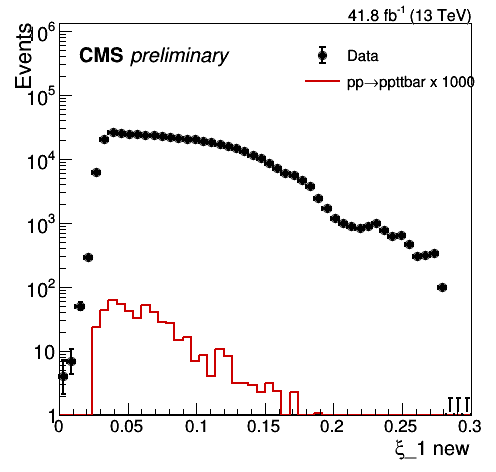 41.8 fb⁻¹ (13 TeV)
Events
CMS preliminary
Data
pp→ppttbar x 1000
10⁶
10⁵
10⁴
10³
10²
10
1
0 0.05 0.1 0.15 0.2 0.25 0.3
ξ_1 new